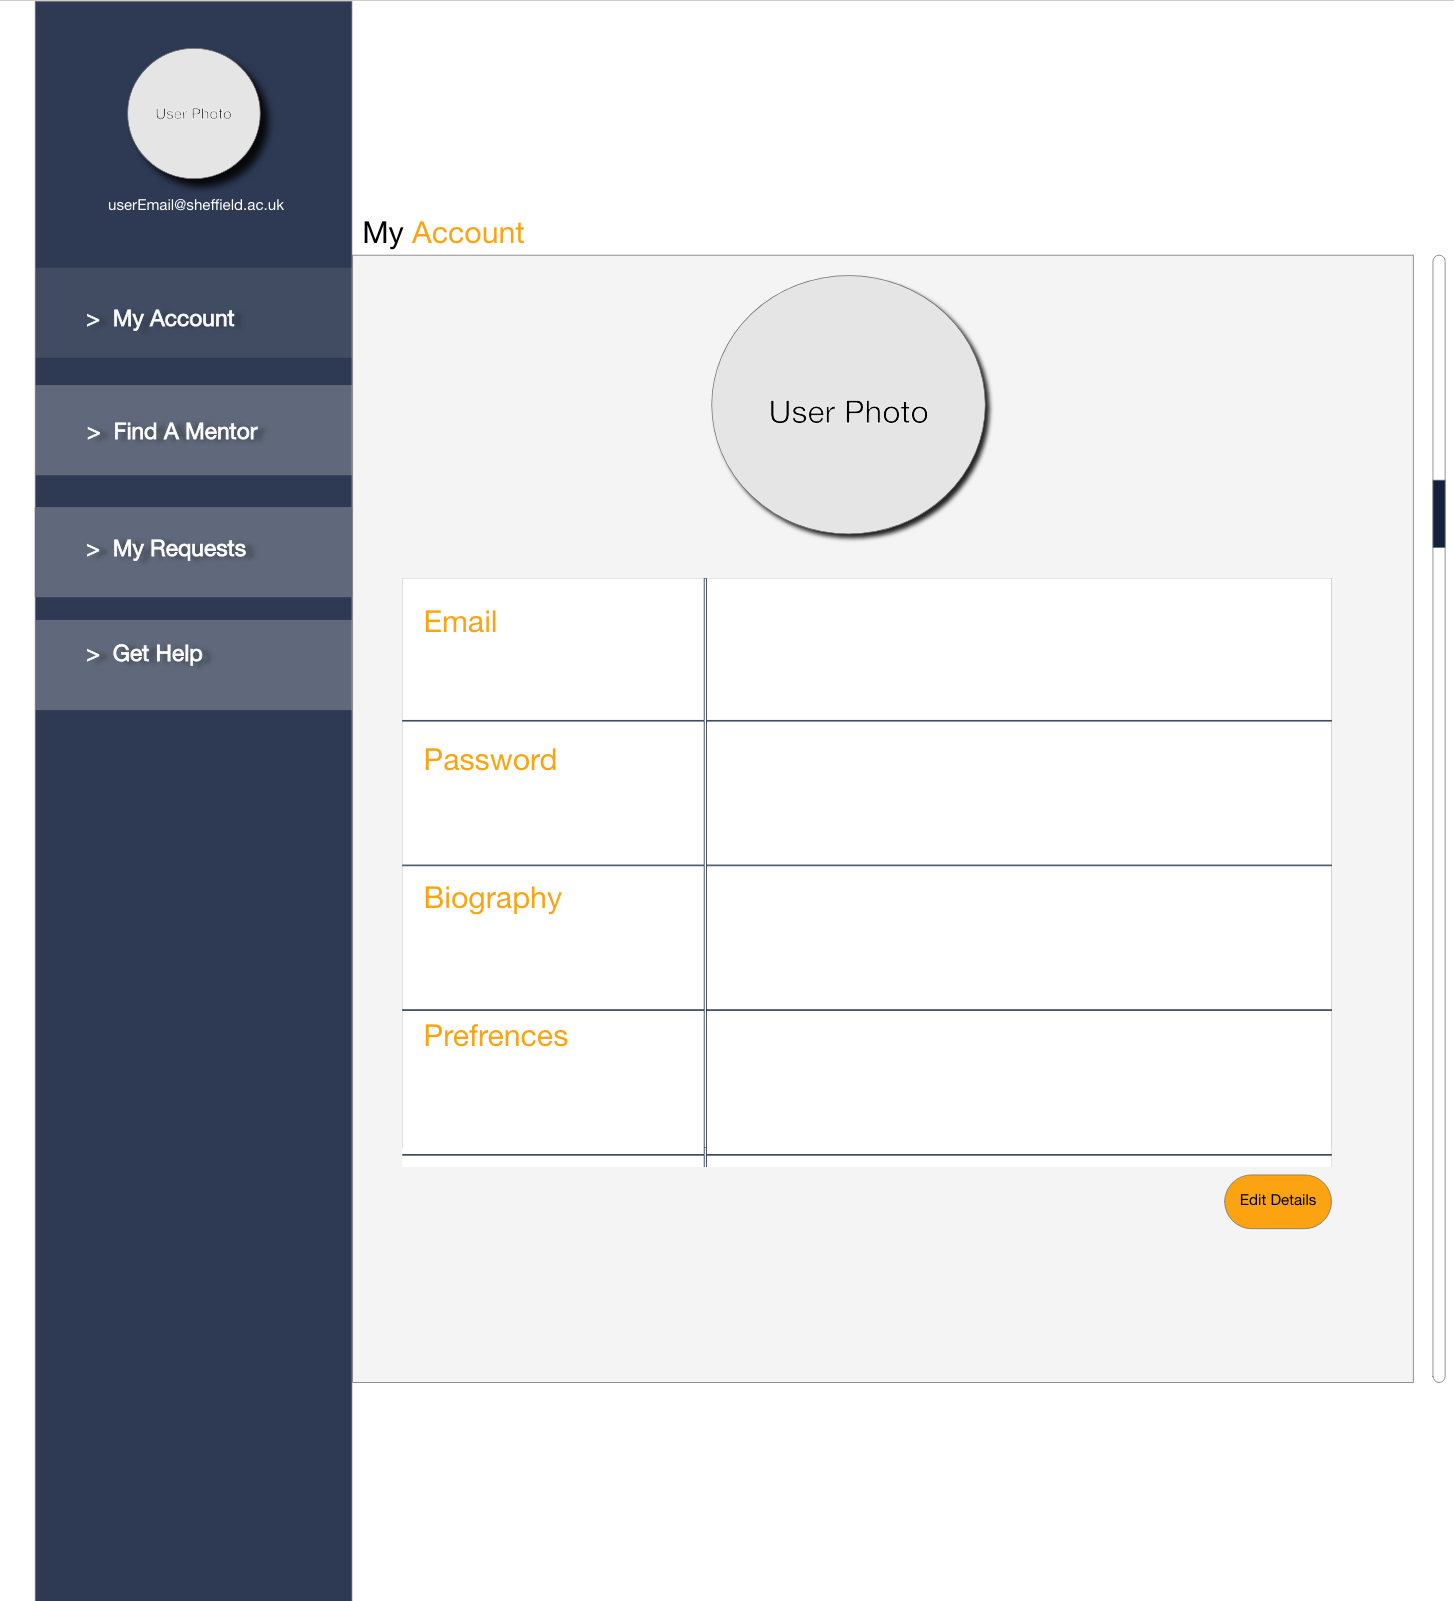 User Photo
userEmail@sheffield.ac.uk
My Account
> My Account
> Find A Mentor
> My Requests
> Get Help
User Photo
Email
Password
Biography
Prefrences
Edit Details